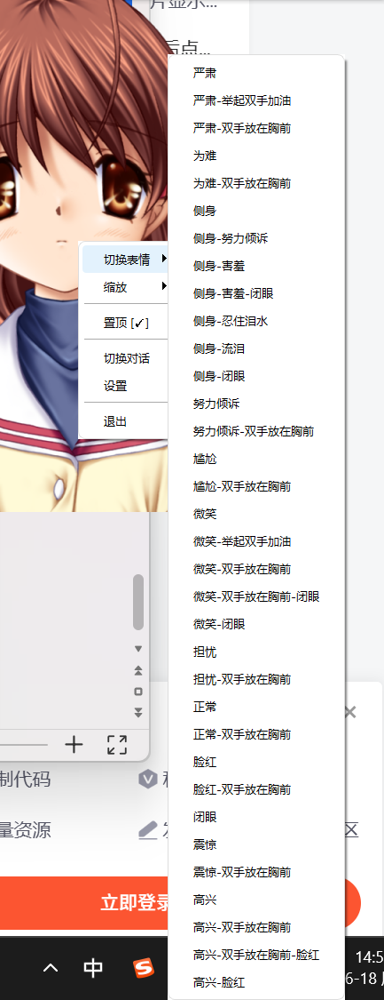 片显示...
后点...
严肃
严肃-举起双手加油
严肃-双手放在胸前
为难
为难-双手放在胸前
侧身
侧身-努力倾诉
侧身-害羞
侧身-害羞-闭眼
侧身-忍住泪水
侧身-流泪
侧身-闭眼
努力倾诉
努力倾诉-双手放在胸前
尴尬
尴尬-双手放在胸前
微笑
微笑-举起双手加油
微笑-双手放在胸前
微笑-双手放在胸前-闭眼
微笑-闭眼
担忧
担忧-双手放在胸前
正常
正常-双手放在胸前
脸红
脸红-双手放在胸前
闭眼
震惊
震惊-双手放在胸前
高兴
高兴-双手放在胸前
高兴-双手放在胸前-脸红
高兴-脸红
切换表情
缩放
置顶 [✓]
切换对话
设置
退出
制代码
量资源
区
立即登录
中
14:5
6-18